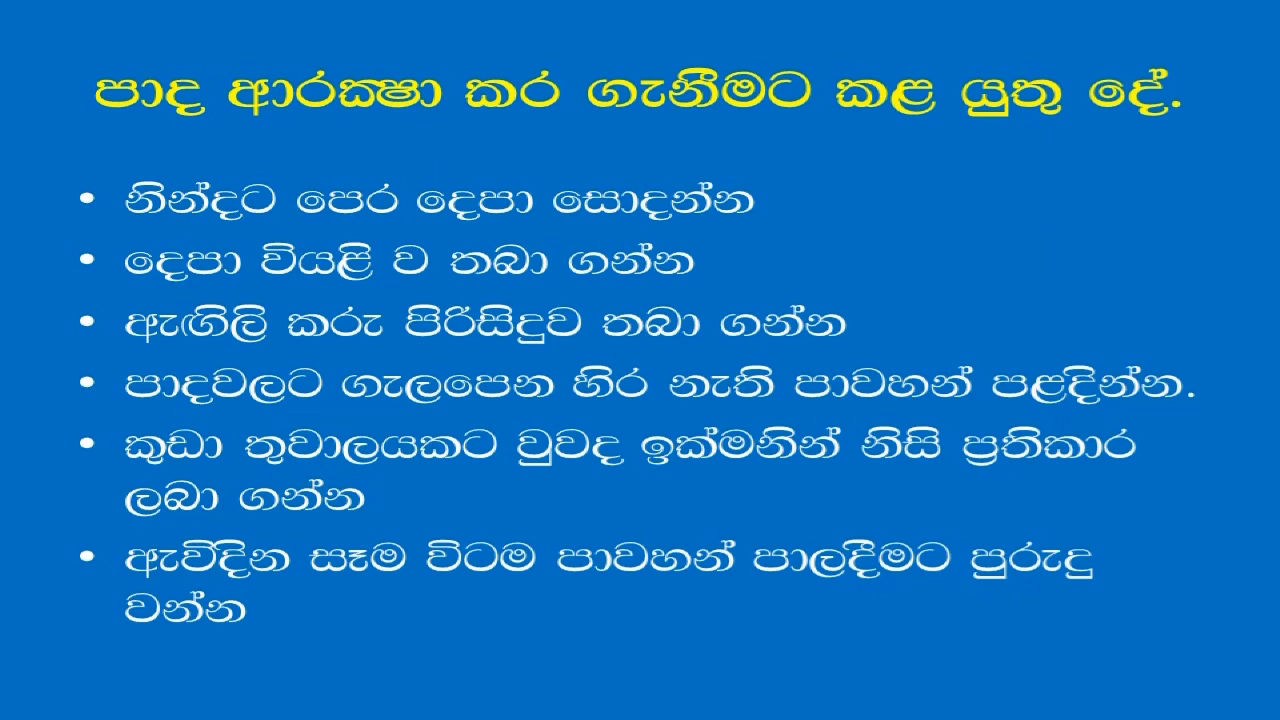 පාද ආරක්‍ෂා කර ගැනීමට කළ යුතු දේ.
• නින්දට පෙර දෙපා සොදන්න
• දෙපා වියළි ව තබා ගන්න
• ඇඟිලි කරු පිරිසිදුව තබා ගන්න
• පාදවලට ගැලපෙන හිර නැති පාවහන් පළදින්න.
• කුඩා තුවාලයකට වුවද ඉක්මනින් නිසි ප්‍රතිකාර
ලබා ගන්න
• ඇවිදින සෑම විටම පාවහන් පාලදීමට පුරුදු
වන්න